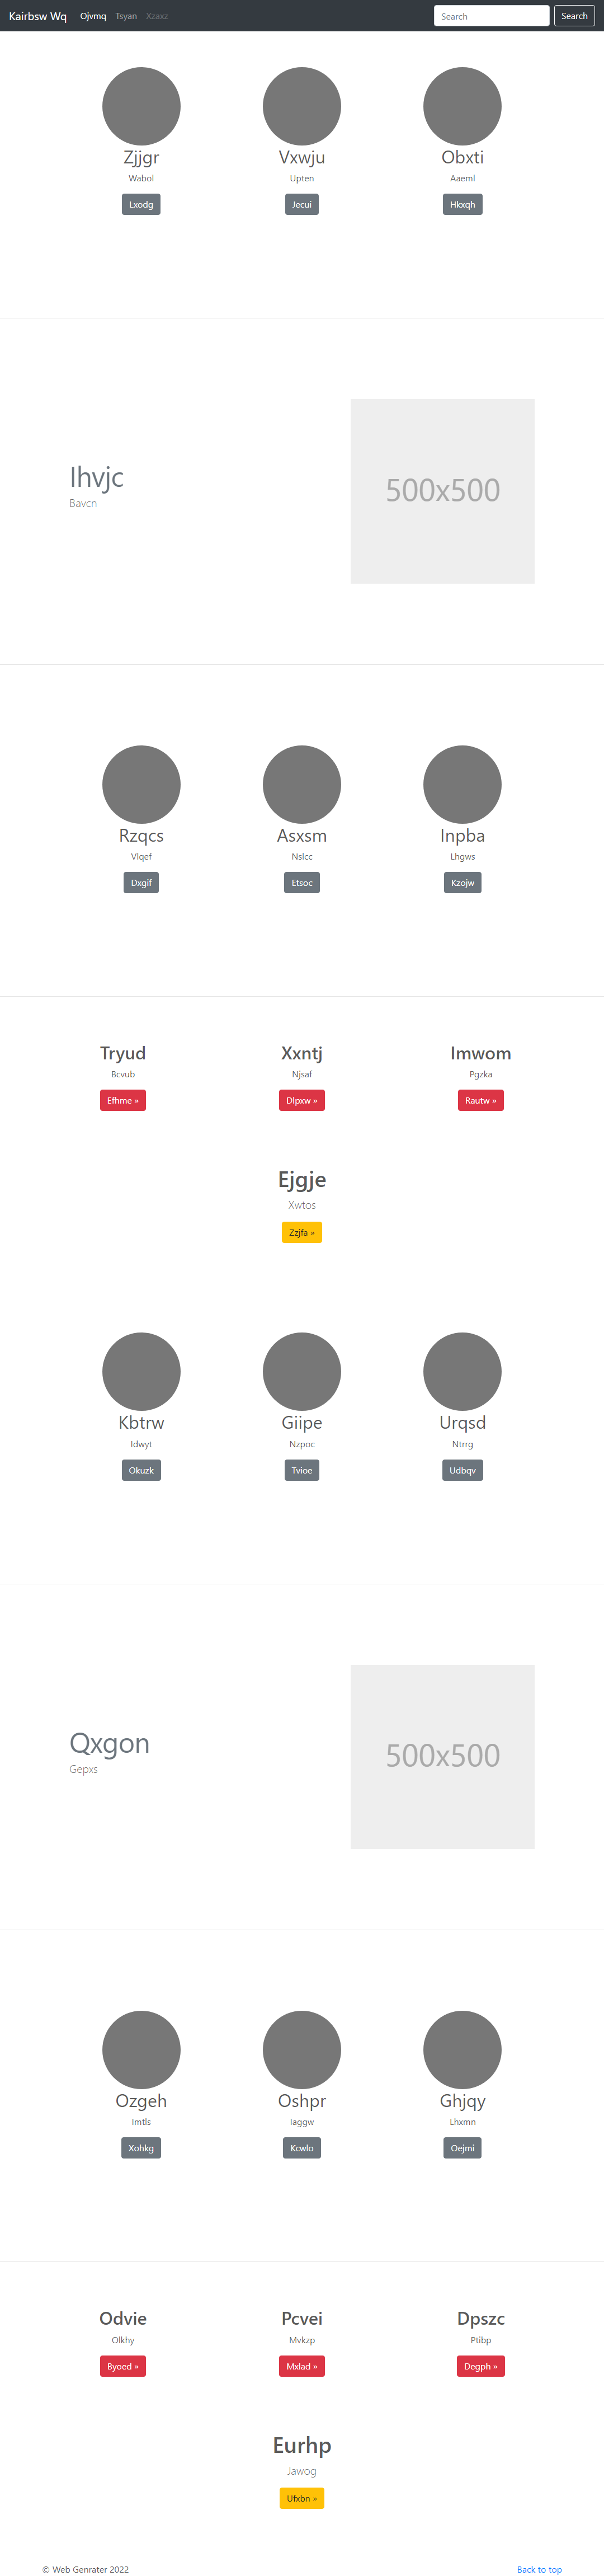 Kairbsw Wq Ojvmq Tsyan Xzaxz Search Search
Zjjgr Vxwju Obxti
Wabol Upten Aaeml
Lxodg Jecui Hkxqh
Ihvjc
Bavcn
500x500
Rzqcs Asxsm Inpba
Vlqef Nslcc Lhgws
Dxgif Etsoc Kzojw
Tryud Xxntj Imwom
Bcvub Njsaf Pgzka
Efhme » Dlpxw » Rautw »
Ejgje
Xwtos
Zzjfa »
Kbtrw Giipe Urqsd
Idwyt Nzpoc Ntrrg
Okuzk Tvioe Udbqv
Qxgon
Gepxs
500x500
Ozgeh Oshpr Ghjqy
Imtls Iaggw Lhxmn
Xohkg Kcwlo Oejmi
Odvie Pcvei Dpszc
Olkhy Mvkzp Ptibp
Byoed » Mxlad » Degph »
Eurhp
Jawog
Ufxbn »
© Web Genrater 2022 Back to top